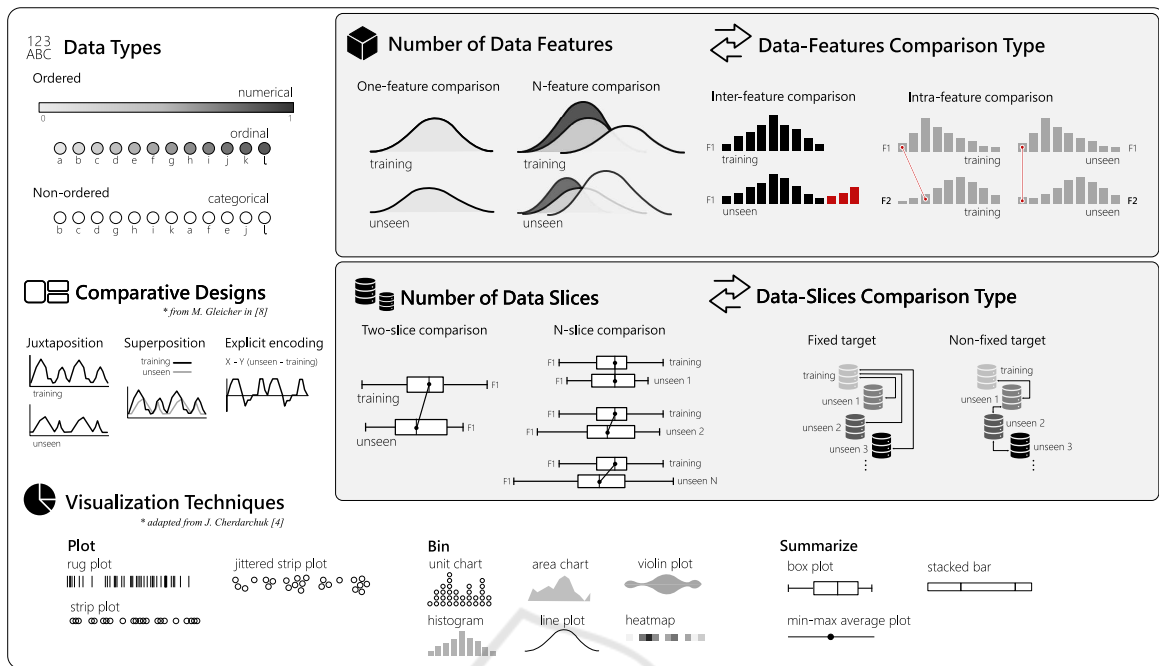 123
ABC
Data Types
Ordered
numerical
0 1
ordinal
a b c d e f g h i j k l
Non-ordered
categorical
b c d g h i k a f e j l
Number of Data Features
One-feature comparison
training
unseen
N-feature comparison
training
unseen
Data-Features Comparison Type
Inter-feature comparison
F1
training
F1
unseen
Intra-feature comparison
F1 training
unseen F1
F2 training
unseen F2
Comparative Designs
* from M. Gleicher in [8]
Juxtaposition
training
unseen
Superposition
training
unseen
Explicit encoding
X - Y (unseen - training)
Number of Data Slices
Two-slice comparison
F1
training
F1
unseen
N-slice comparison
F1 training
F1 unseen 1
F1 training
F1 unseen 2
F1 training
F1 unseen N
Data-Slices Comparison Type
Fixed target
training
unseen 1
unseen 2
unseen 3
⋮
Non-fixed target
training
unseen 1
unseen 2
unseen 3
⋮
Visualization Techniques
* adapted from J. Cherdarchuk [4]
Plot
rug plot
jittered strip plot
strip plot
Bin
unit chart
area chart
violin plot
histogram
line plot
heatmap
Summarize
box plot
stacked bar
min-max average plot